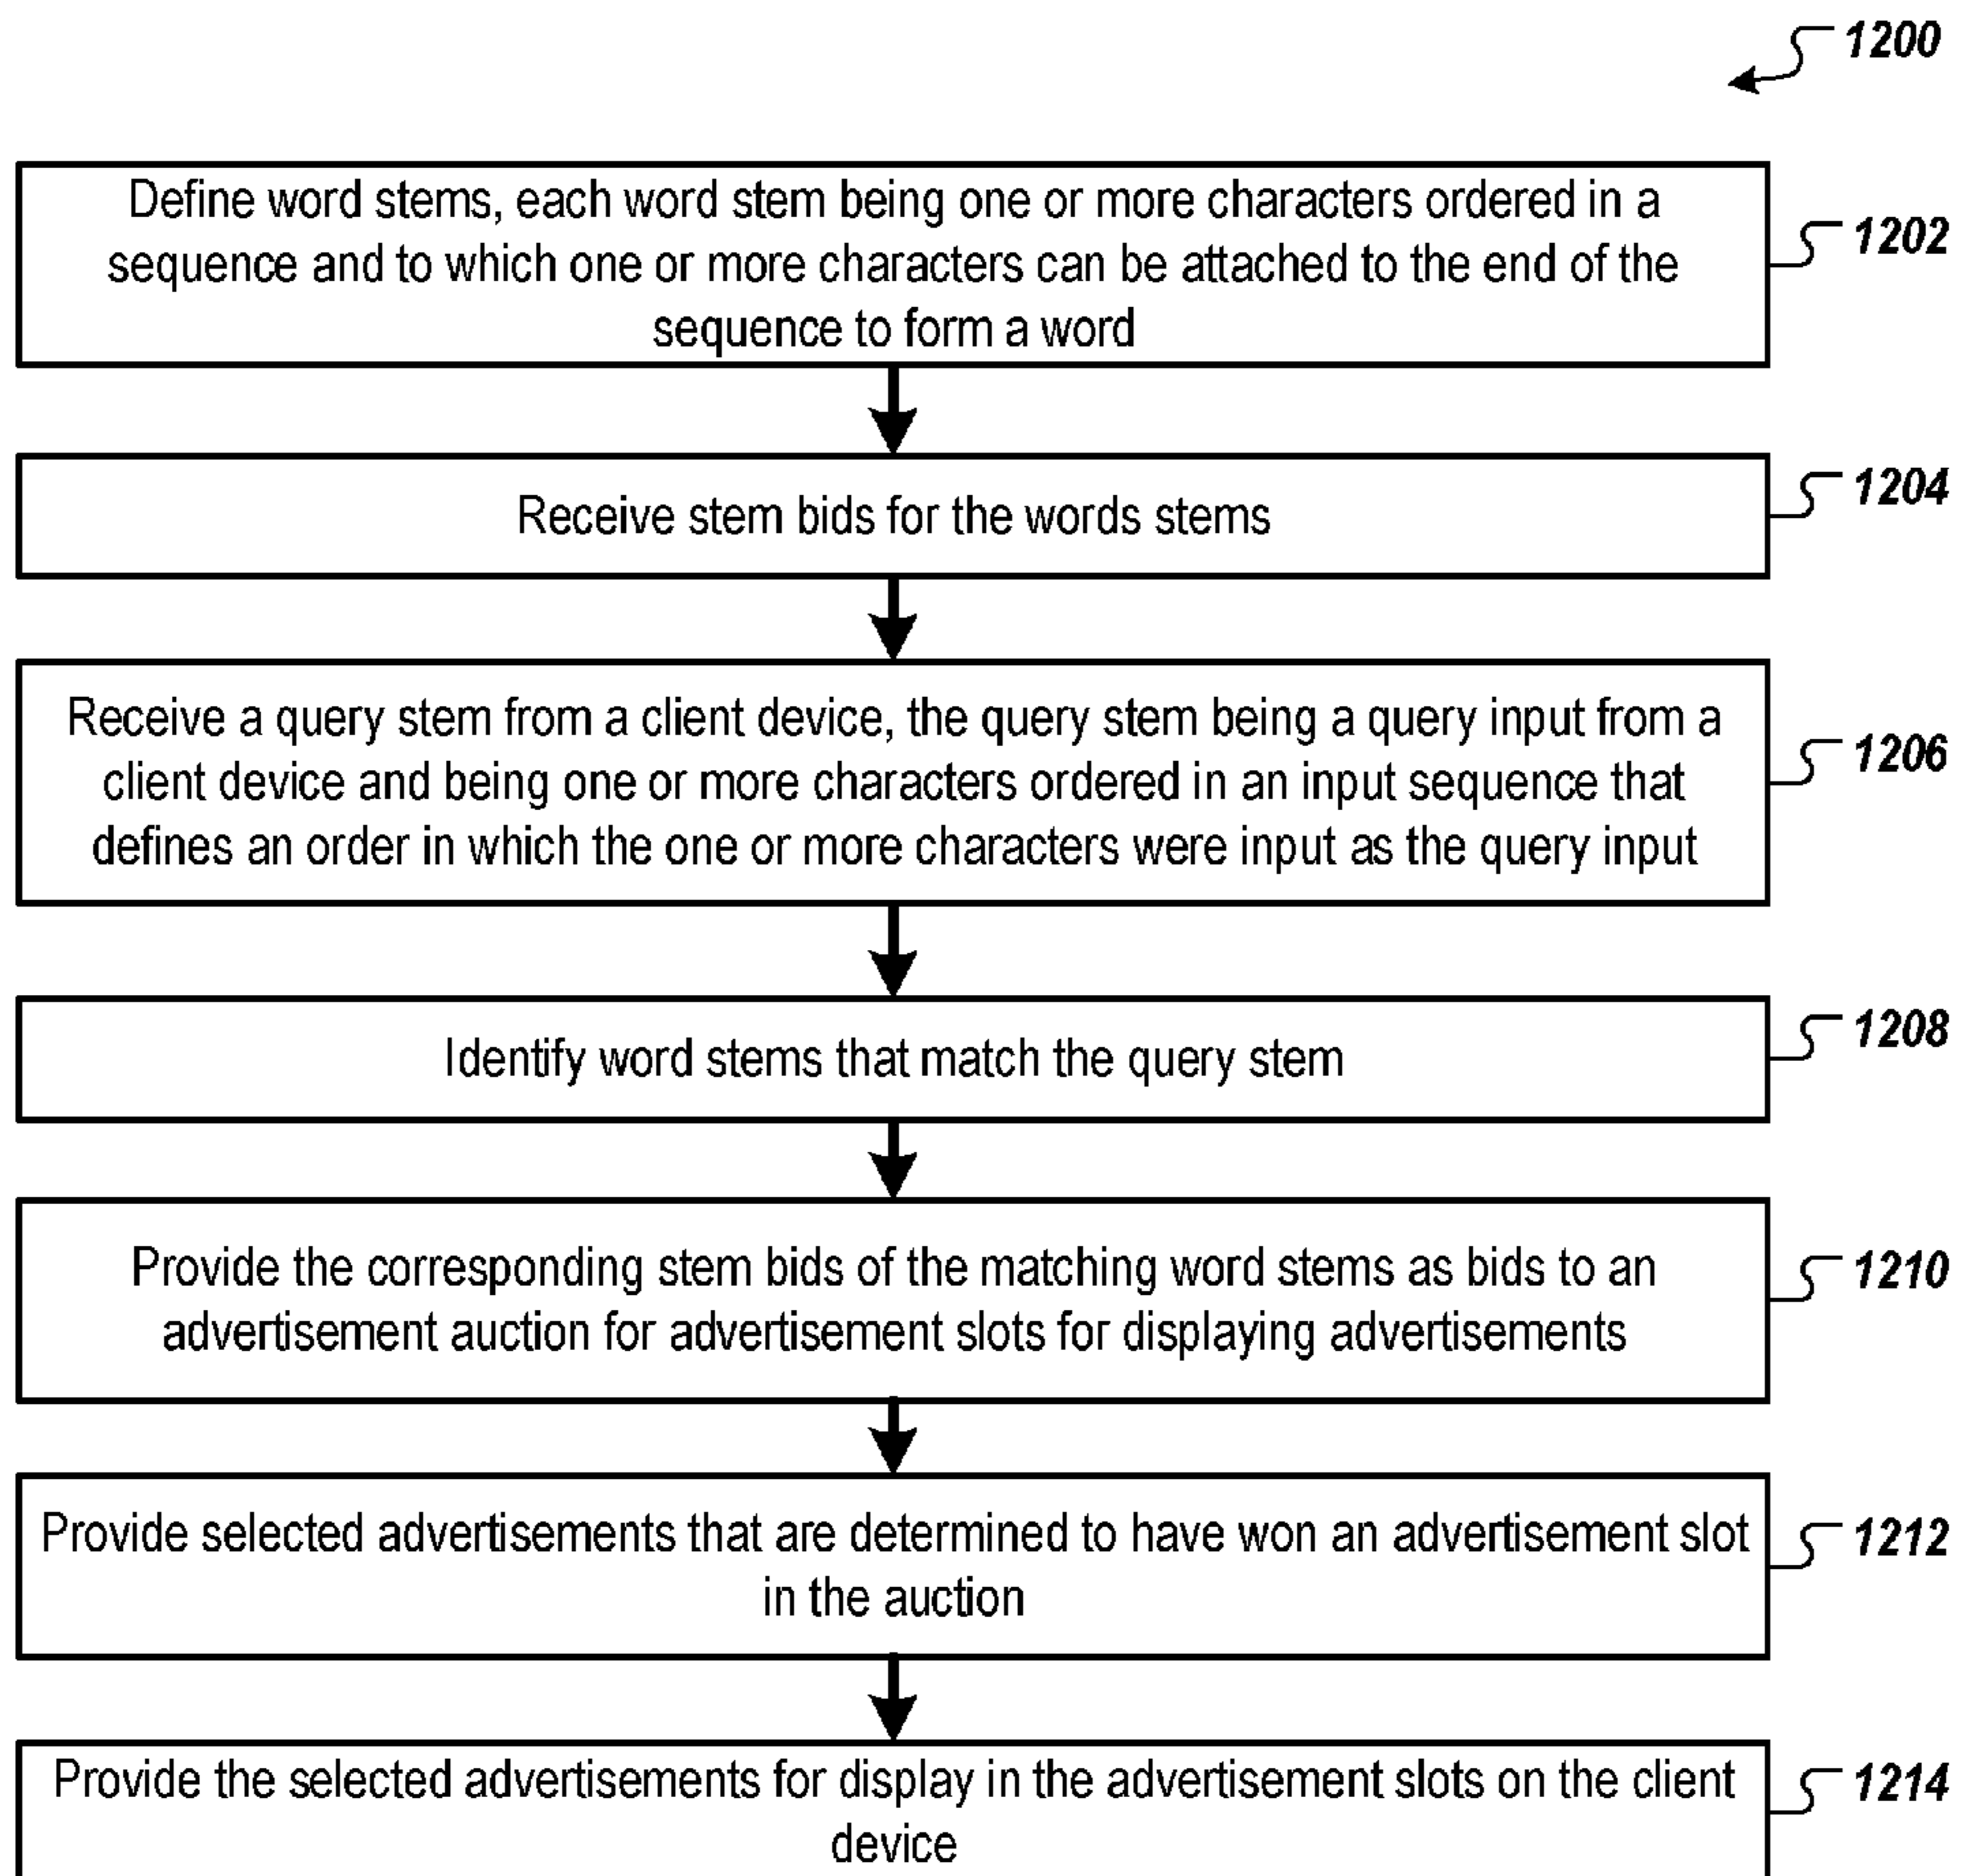 1200
Define word stems, each word stem being one or more characters ordered in a
sequence and to which one or more characters can be attached to the end of the
sequence to form a word
1202
Receive stem bids for the words stems
1204
Receive a query stem from a client device, the query stem being a query input from a
client device and being one or more characters ordered in an input sequence that
defines an order in which the one or more characters were input as the query input
1206
Identify word stems that match the query stem
1208
Provide the corresponding stem bids of the matching word stems as bids to an
advertisement auction for advertisement slots for displaying advertisements
1210
Provide selected advertisements that are determined to have won an advertisement slot
in the auction
1212
Provide the selected advertisements for display in the advertisement slots on the client
device
1214